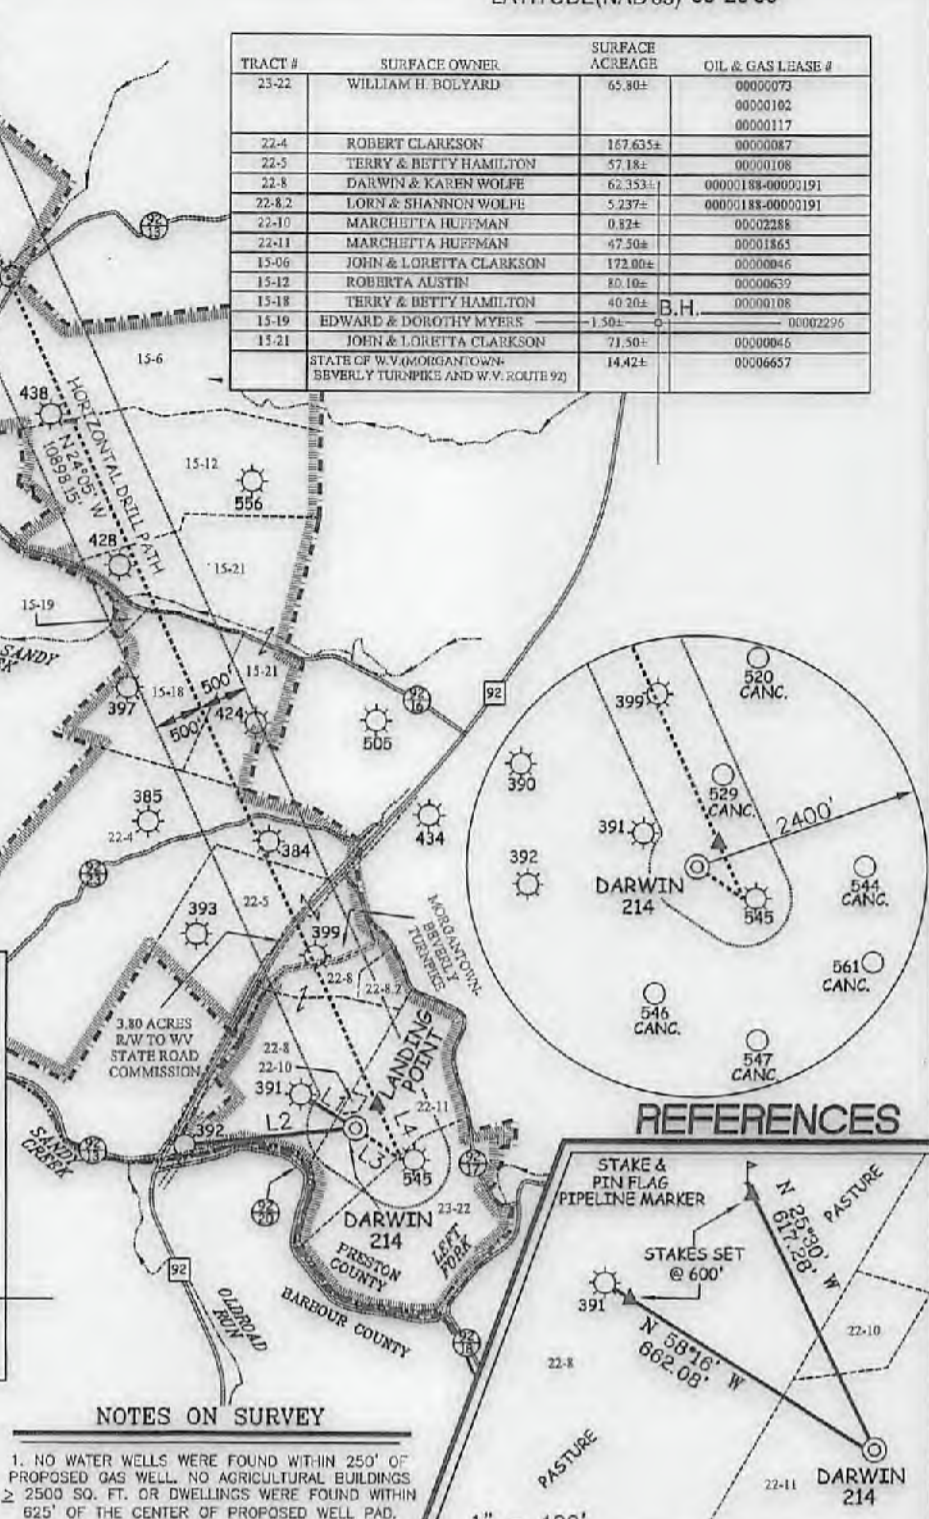 TRACT # SURFACE OWNER SURFACE ACREAGE OIL & GAS LEASE #
23-22 WILLIAM H. BOLYARD 65.80± 00000073
00000102
00000117
22-4 ROBERT CLARKSON 167.635± 00000087
22-5 TERRY & BETTY HAMILTON 57.18± 00000108
22-8 DARWIN & KAREN WOLFE 62.353± 00000188-00000191
22-8.2 LORN & SHANNON WOLFE 5.237± 00000188-00000191
22-10 MARCHETTA HUFFMAN 0.82± 00002288
22-11 MARCHETTA HUFFMAN 47.50± 00001865
15-06 JOHN & LORETTA CLARKSON 172.00± 00000046
15-12 ROBERTA AUSTIN 80.10± 00000639
15-18 TERRY & BETTY HAMILTON 40.20± 00000108
B.H.
15-19 EDWARD & DOROTHY MYERS 1.50± 00002296
15-21 JOHN & LORETTA CLARKSON 71.50± 00000046
STATE OF W.V.(MORGANTOWN- 14.42± 00006657
BEVERLY TURNPIKE AND W.V. ROUTE 92)
15-6
438
HORIZONTAL DRILL PATH
N 24°05' W
10898.15'
15-12
556
428
15-21
15-19
SANDY
397
15-18
500'
500'
15-21
424
505
92
16
92
385
22-4
384
434
393
22-5
399
3.80 ACRES
R/W TO WV
STATE ROAD
COMMISSION
22-8
22-8.2
MORGANTOWN-
BEVERLY
TURNPIKE
22-8
22-10
391
LANDING
POINT
L1
L2
L3
L4
22-11
392
545
SANDY
CREEK
23-22
DARWIN
214
PRESTON
COUNTY
LEFT
FORK
BARBOUR COUNTY
92
OLDROAD
RUN
92
17
92
18
520
CANC.
399
390
529
CANC.
391
2400'
392
DARWIN
214
545
544
CANC.
561
CANC.
546
CANC.
547
CANC.
REFERENCES
STAKE &
PIN FLAG
PIPELINE MARKER
PASTURE
N 25°30' W
617.28'
STAKES SET
@ 600'
391
N 58°16' W
662.08'
22-10
22-8
PASTURE
22-11
DARWIN
214
NOTES ON SURVEY
1. NO WATER WELLS WERE FOUND WITHIN 250' OF
PROPOSED GAS WELL. NO AGRICULTURAL BUILDINGS
≥ 2500 SQ. FT. OR DWELLINGS WERE FOUND WITHIN
625' OF THE CENTER OF PROPOSED WELL PAD.